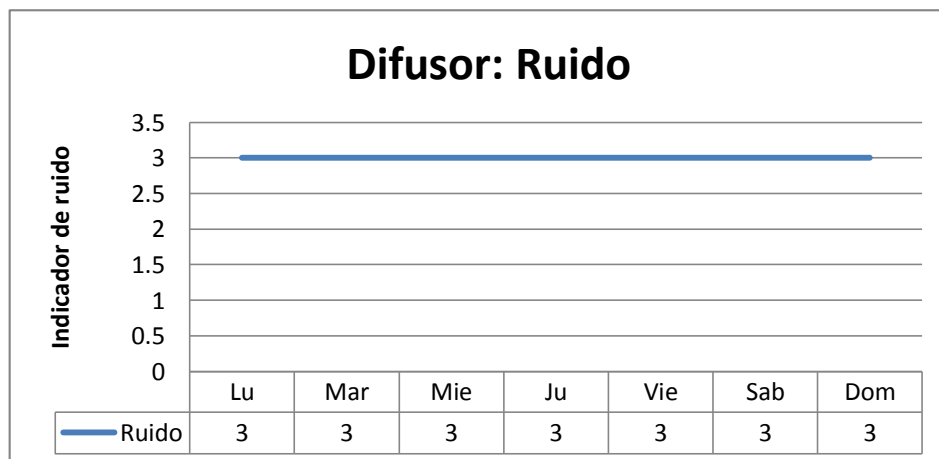 Difusor: Ruido
Indicador de ruido
3.5
3
2.5
2
1.5
1
0.5
0
Lu Mar Mie Ju Vie Sab Dom
Ruido 3 3 3 3 3 3 3